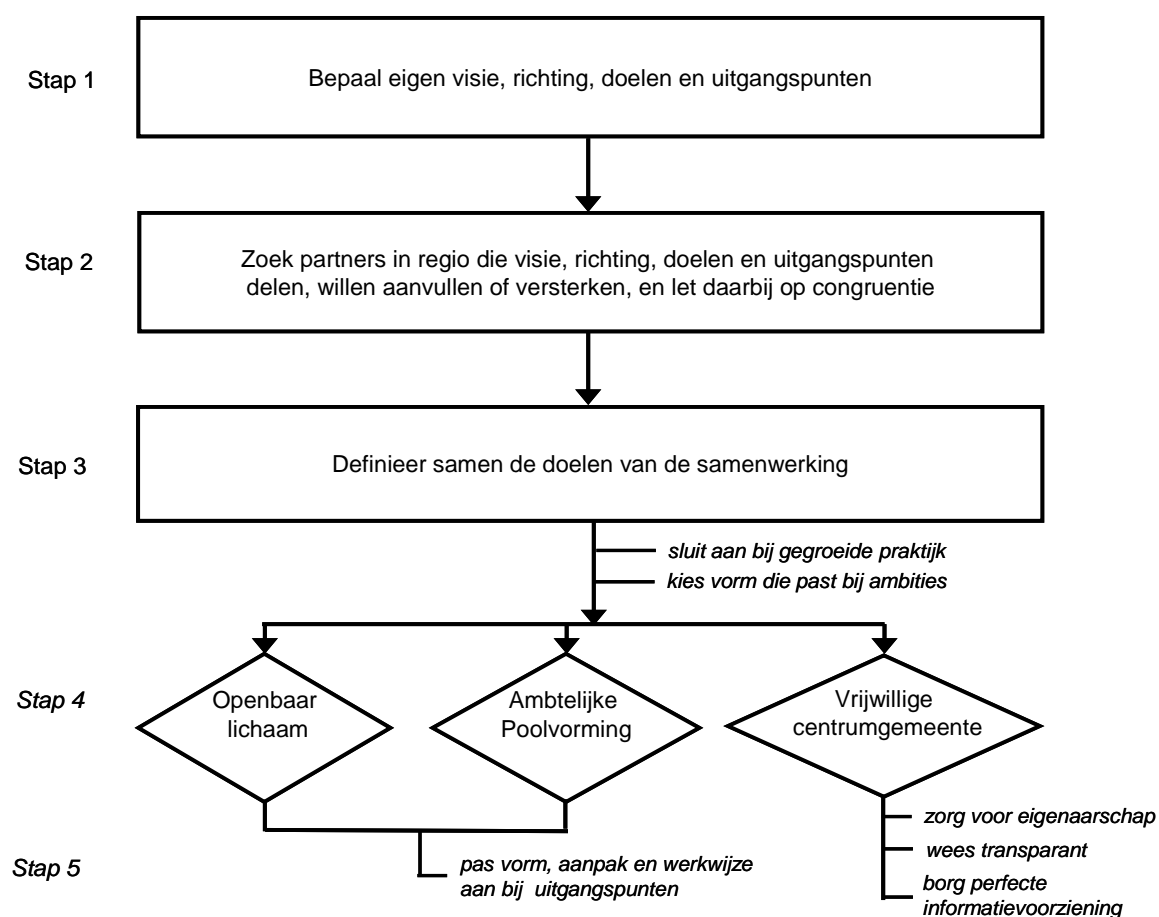 Stap 1
Bepaal eigen visie, richting, doelen en uitgangspunten
Stap 2
Zoek partners in regio die visie, richting, doelen en uitgangspunten
delen, willen aanvullen of versterken, en let daarbij op congruentie
Stap 3
Definieer samen de doelen van de samenwerking
sluit aan bij gegroeide praktijk
kies vorm die past bij ambities
Stap 4
Openbaar
lichaam
Ambtelijke
Poolvorming
Vrijwillige
centrumgemeente
Stap 5
pas vorm, aanpak en werkwijze
aan bij uitgangspunten
zorg voor eigenaarschap
wees transparant
borg perfecte
informatievoorziening